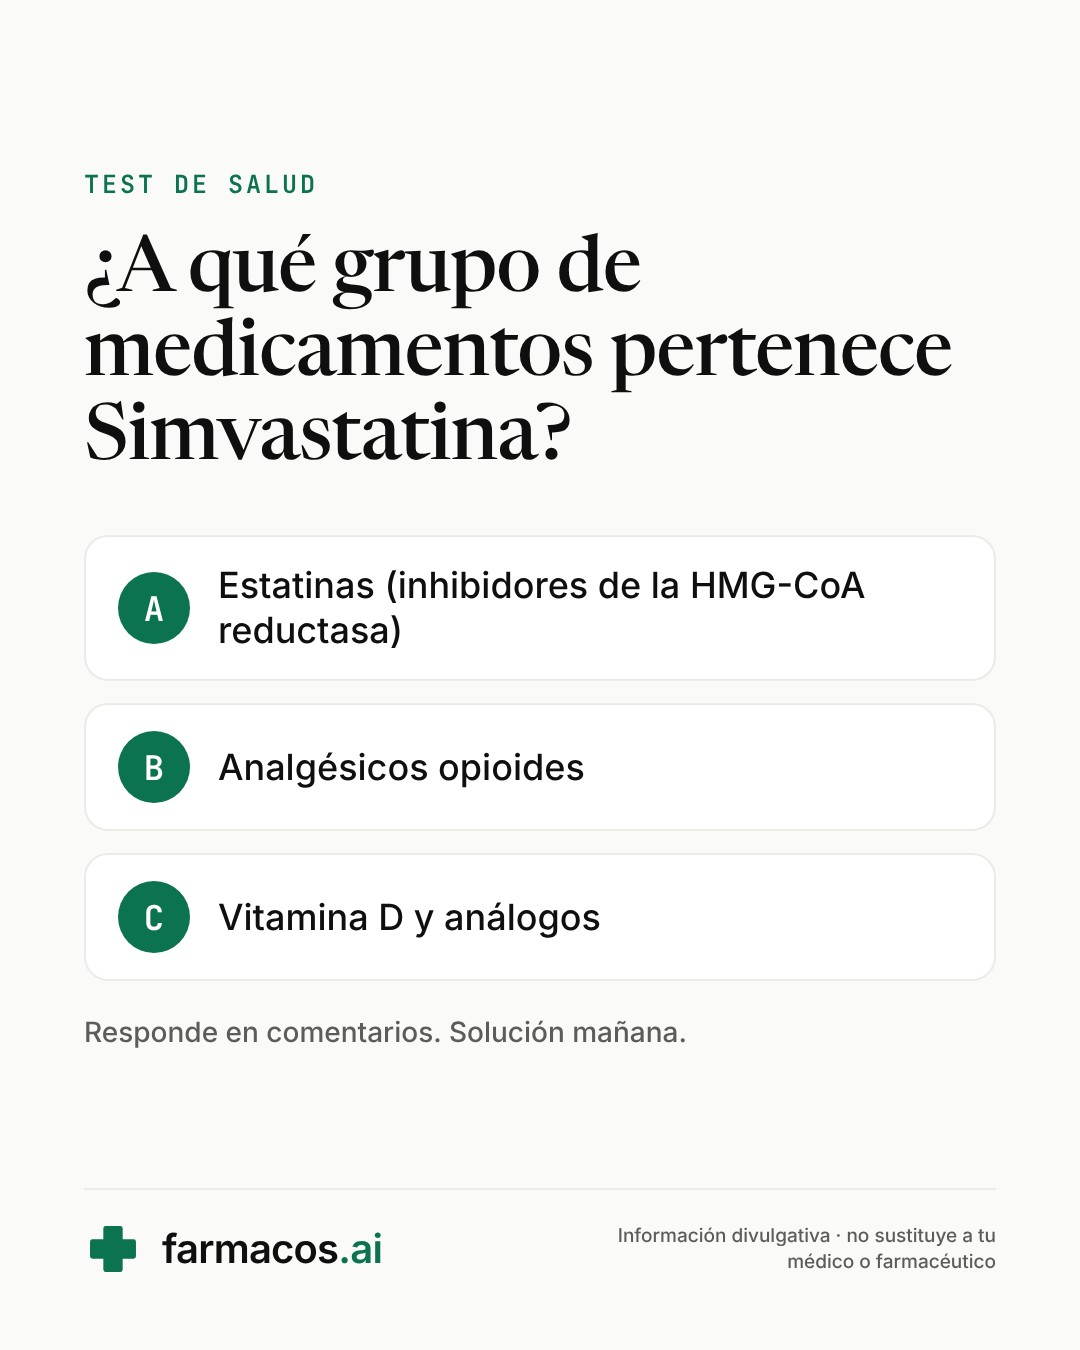 TEST DE SALUD
¿A qué grupo de
medicamentos pertenece
Simvastatina?
A
Estatinas (inhibidores de la HMG-CoA
reductasa)
B
Analgésicos opioides
C
Vitamina D y análogos
Responde en comentarios. Solución mañana.
farmacos.ai
Información divulgativa · no sustituye a tu
médico o farmacéutico